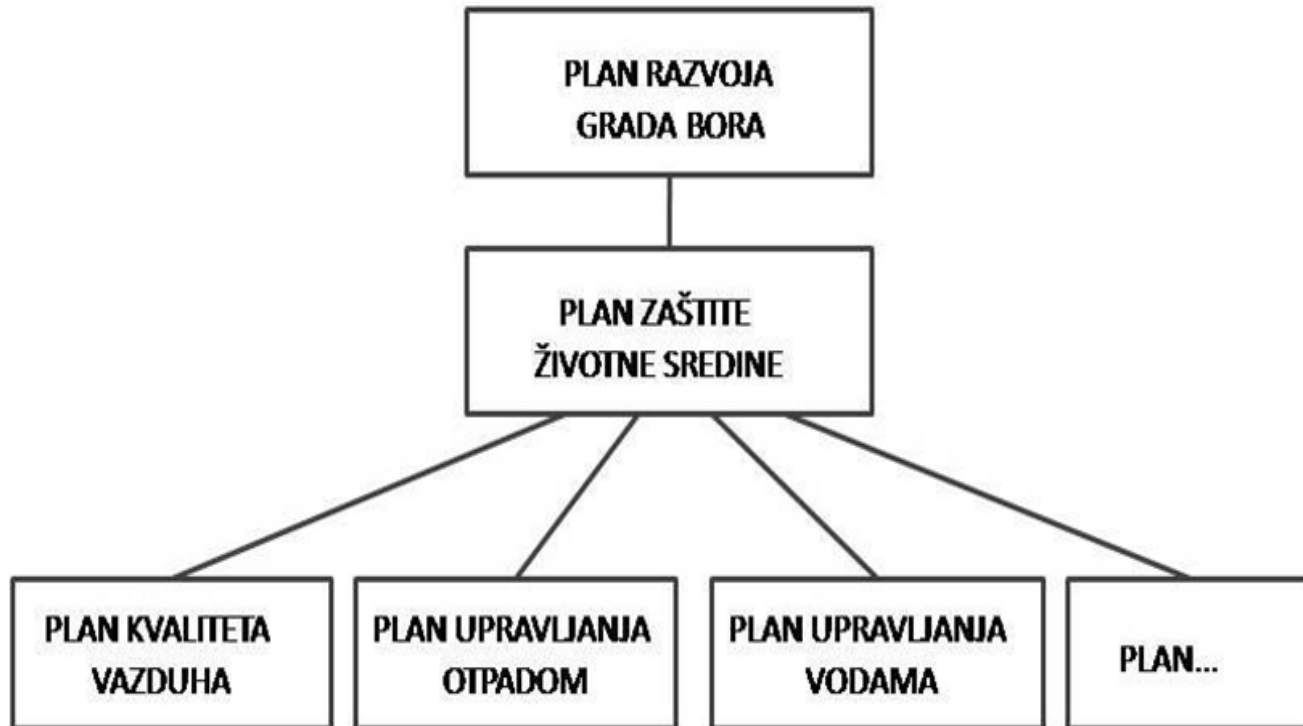 PLAN RAZVOJA
GRADA BORA
PLAN ZAŠTITE
ŽIVOTNE SREDINE
PLAN KVALITETA
VAZDUHA
PLAN UPRAVLJANJA
OTPADOM
PLAN UPRAVLJANJA
VODAMA
PLAN...